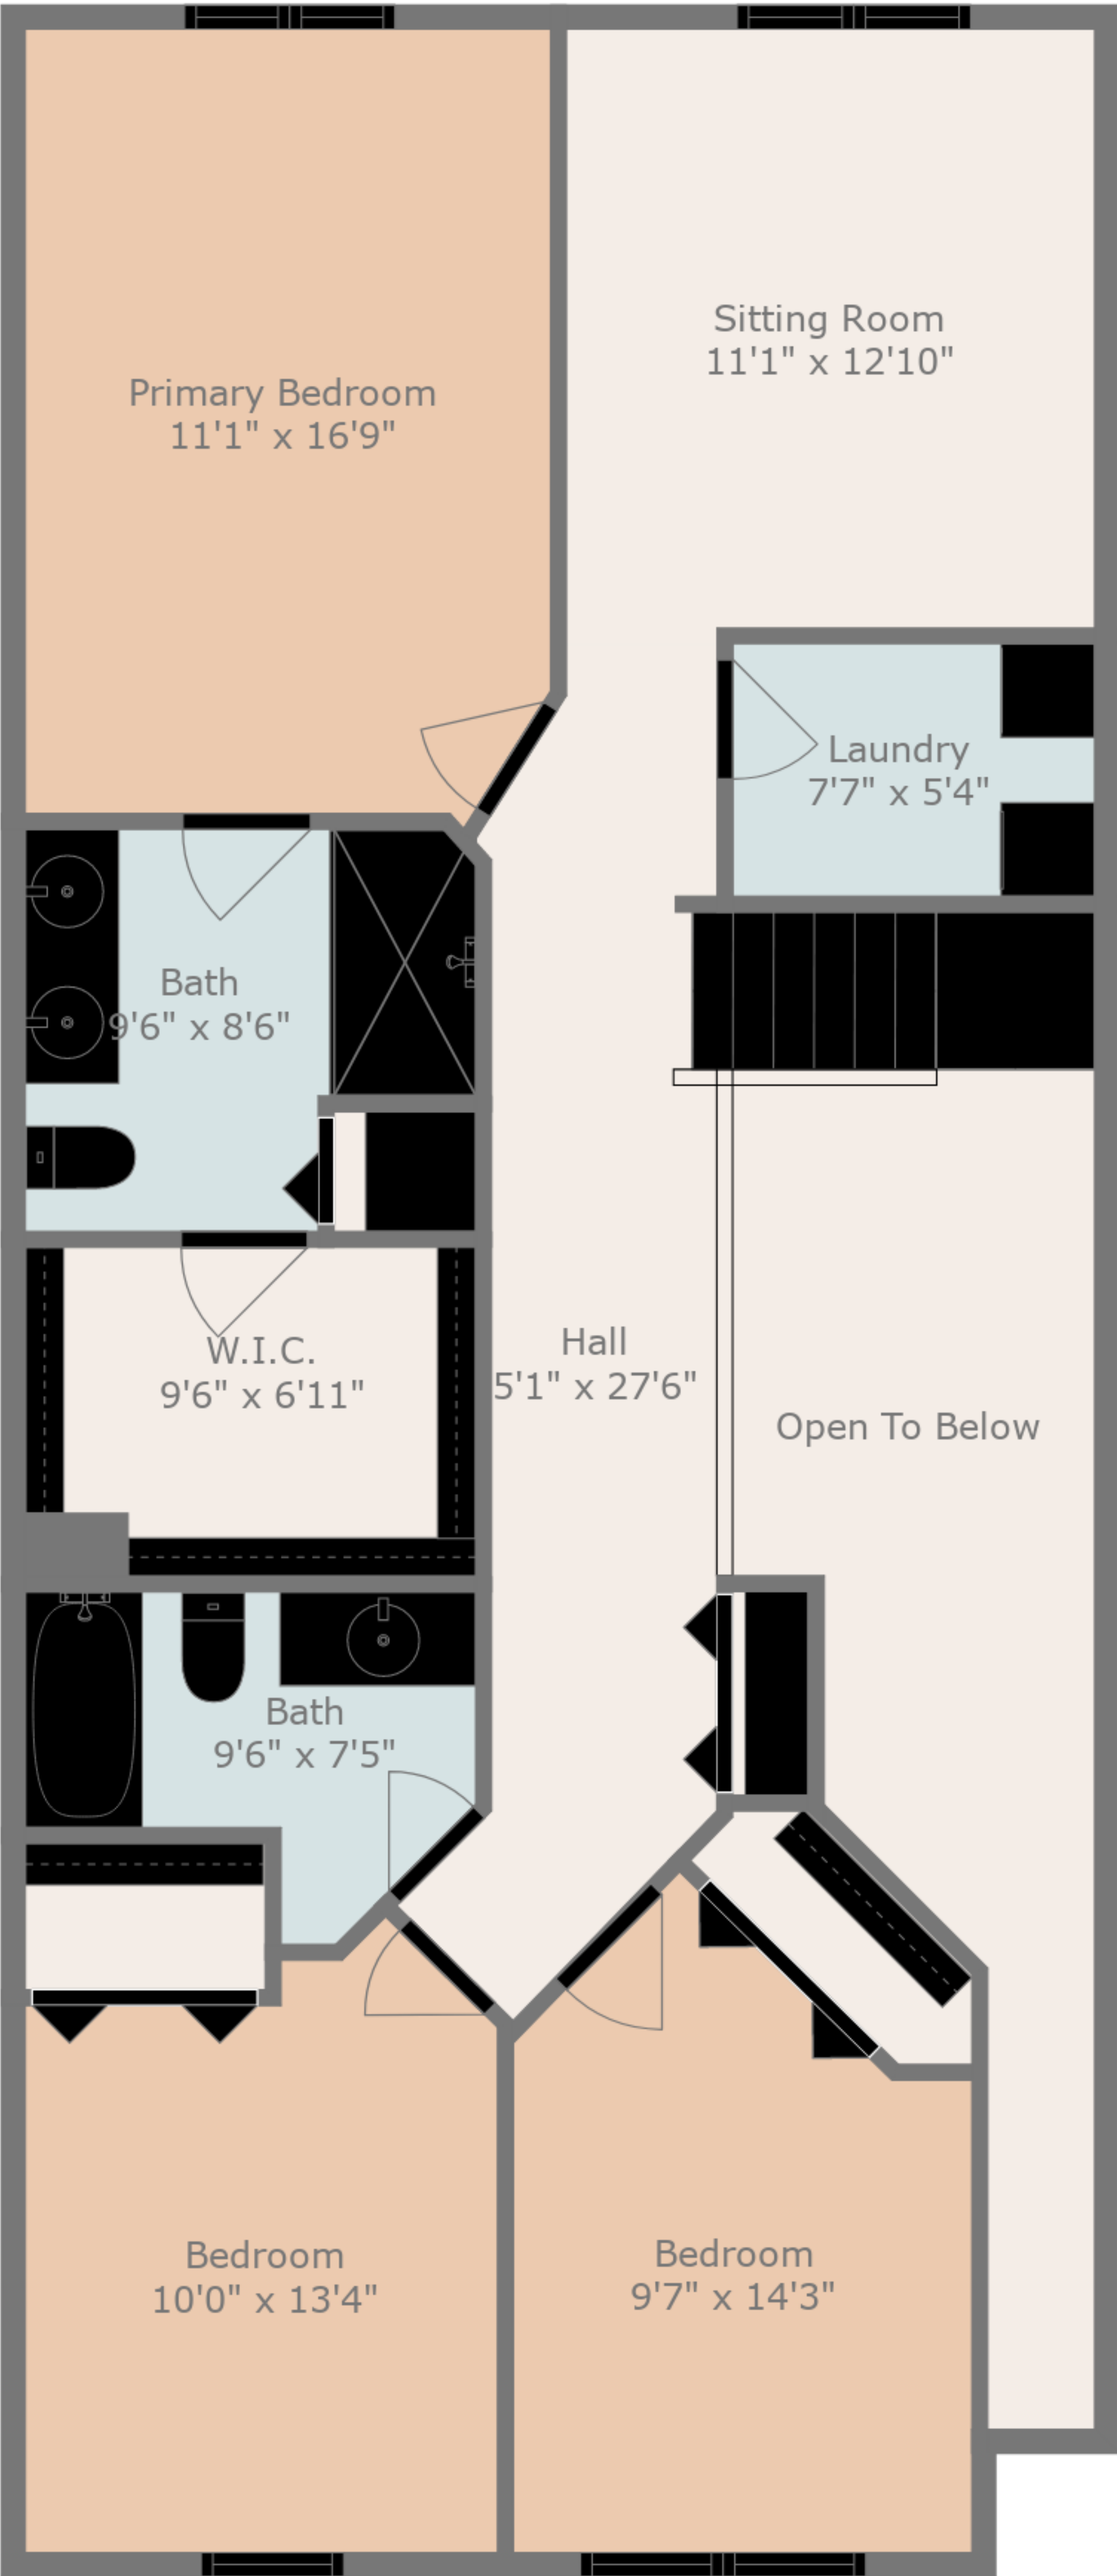 Sitting Room
11'1" x 12'10"
Primary Bedroom
11'1" x 16'9"
Laundry
7'7" x 5'4"
Bath
9'6" x 8'6"
Hall
5'1" x 27'6"
W.I.C.
9'6" x 6'11"
Open To Below
Bath
9'6" x 7'5"
Bedroom
10'0" x 13'4"
Bedroom
9'7" x 14'3"